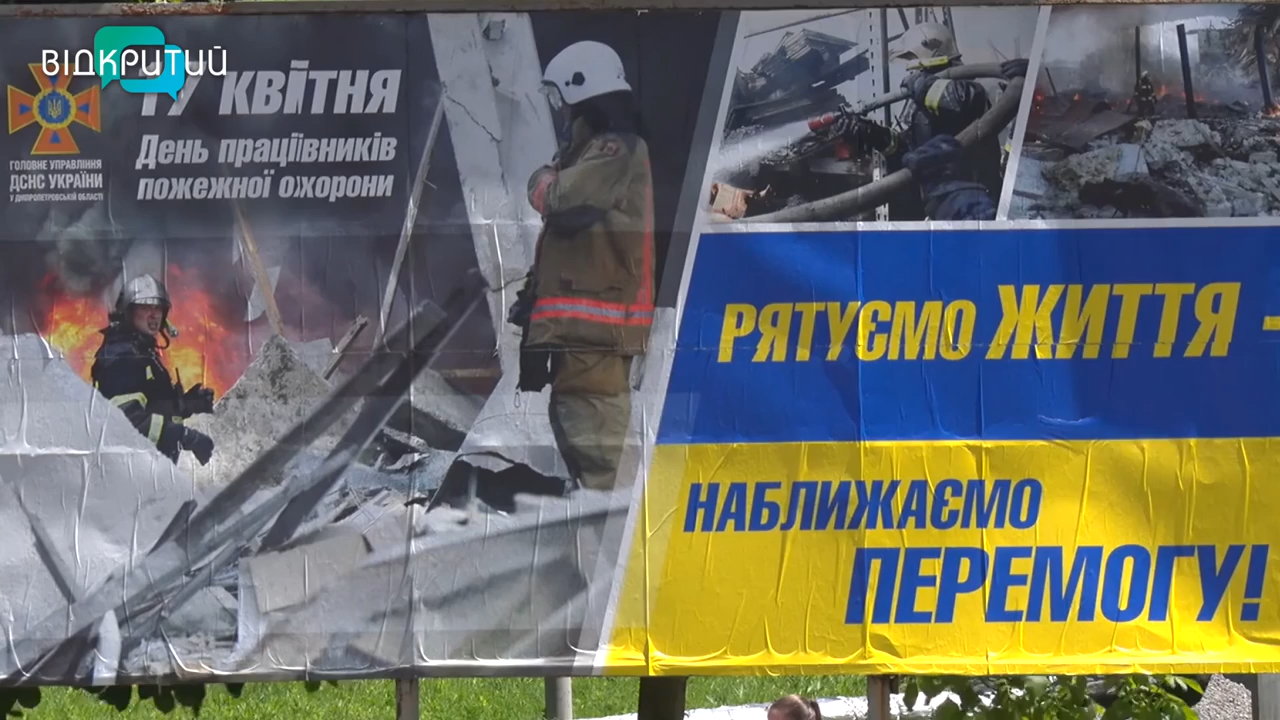 ВІДКРИТИЙ
17 КВІТНЯ
День працівників
пожежної охорони
ГОЛОВНЕ УПРАВЛІННЯ
ДСНС УКРАЇНИ
У ДНІПРОПЕТРОВСЬКІЙ ОБЛАСТІ
РЯТУЄМО ЖИТТЯ -
НАБЛИЖАЄМО
ПЕРЕМОГУ!